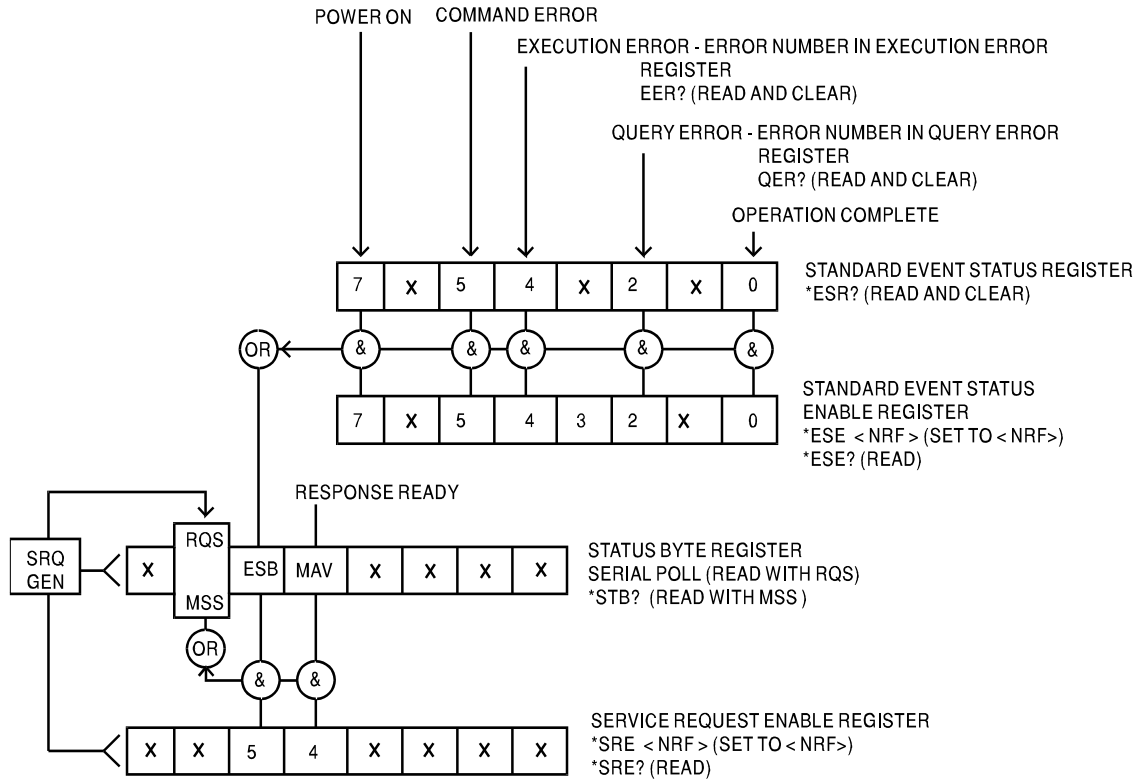 POWER ON COMMAND ERROR
EXECUTION ERROR - ERROR NUMBER IN EXECUTION ERROR
REGISTER
EER? (READ AND CLEAR)
QUERY ERROR - ERROR NUMBER IN QUERY ERROR
REGISTER
QER? (READ AND CLEAR)
OPERATION COMPLETE
7 X 5 4 X 2 X 0
STANDARD EVENT STATUS REGISTER
*ESR? (READ AND CLEAR)
OR & & & & &
7 X 5 4 3 2 X 0
STANDARD EVENT STATUS
ENABLE REGISTER
*ESE < NRF > (SET TO < NRF>)
*ESE? (READ)
RESPONSE READY
SRQ
GEN
X RQS MSS ESB MAV X X X X
STATUS BYTE REGISTER
SERIAL POLL (READ WITH RQS)
*STB? (READ WITH MSS )
OR
& &
X X 5 4 X X X X
SERVICE REQUEST ENABLE REGISTER
*SRE < NRF > (SET TO < NRF>)
*SRE? (READ)